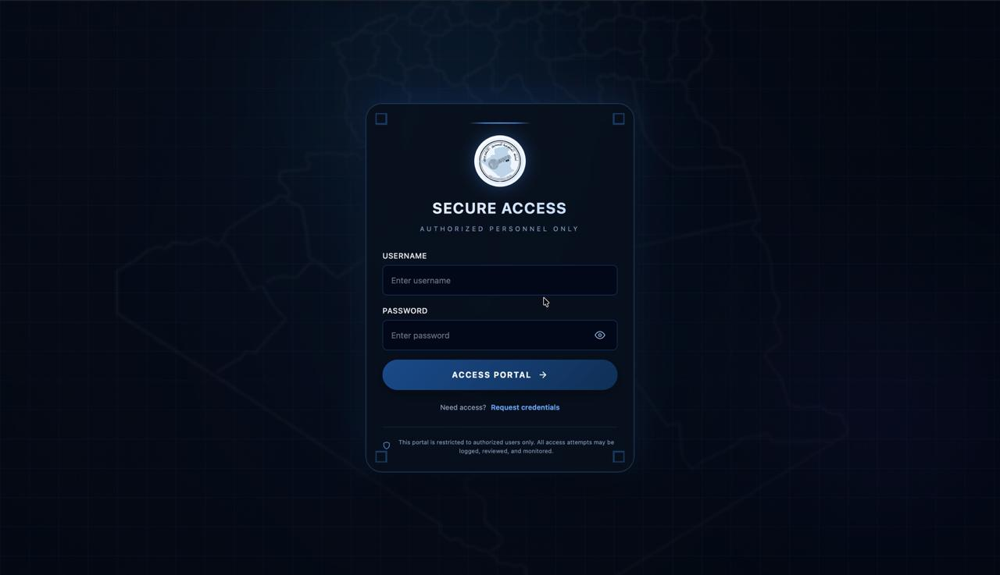 SECURE ACCESS
AUTHORIZED PERSONNEL ONLY
USERNAME
Enter username
PASSWORD
Enter password
ACCESS PORTAL
Need access? Request credentials
This portal is restricted to authorized users only. All access attempts may be
logged, reviewed, and monitored.